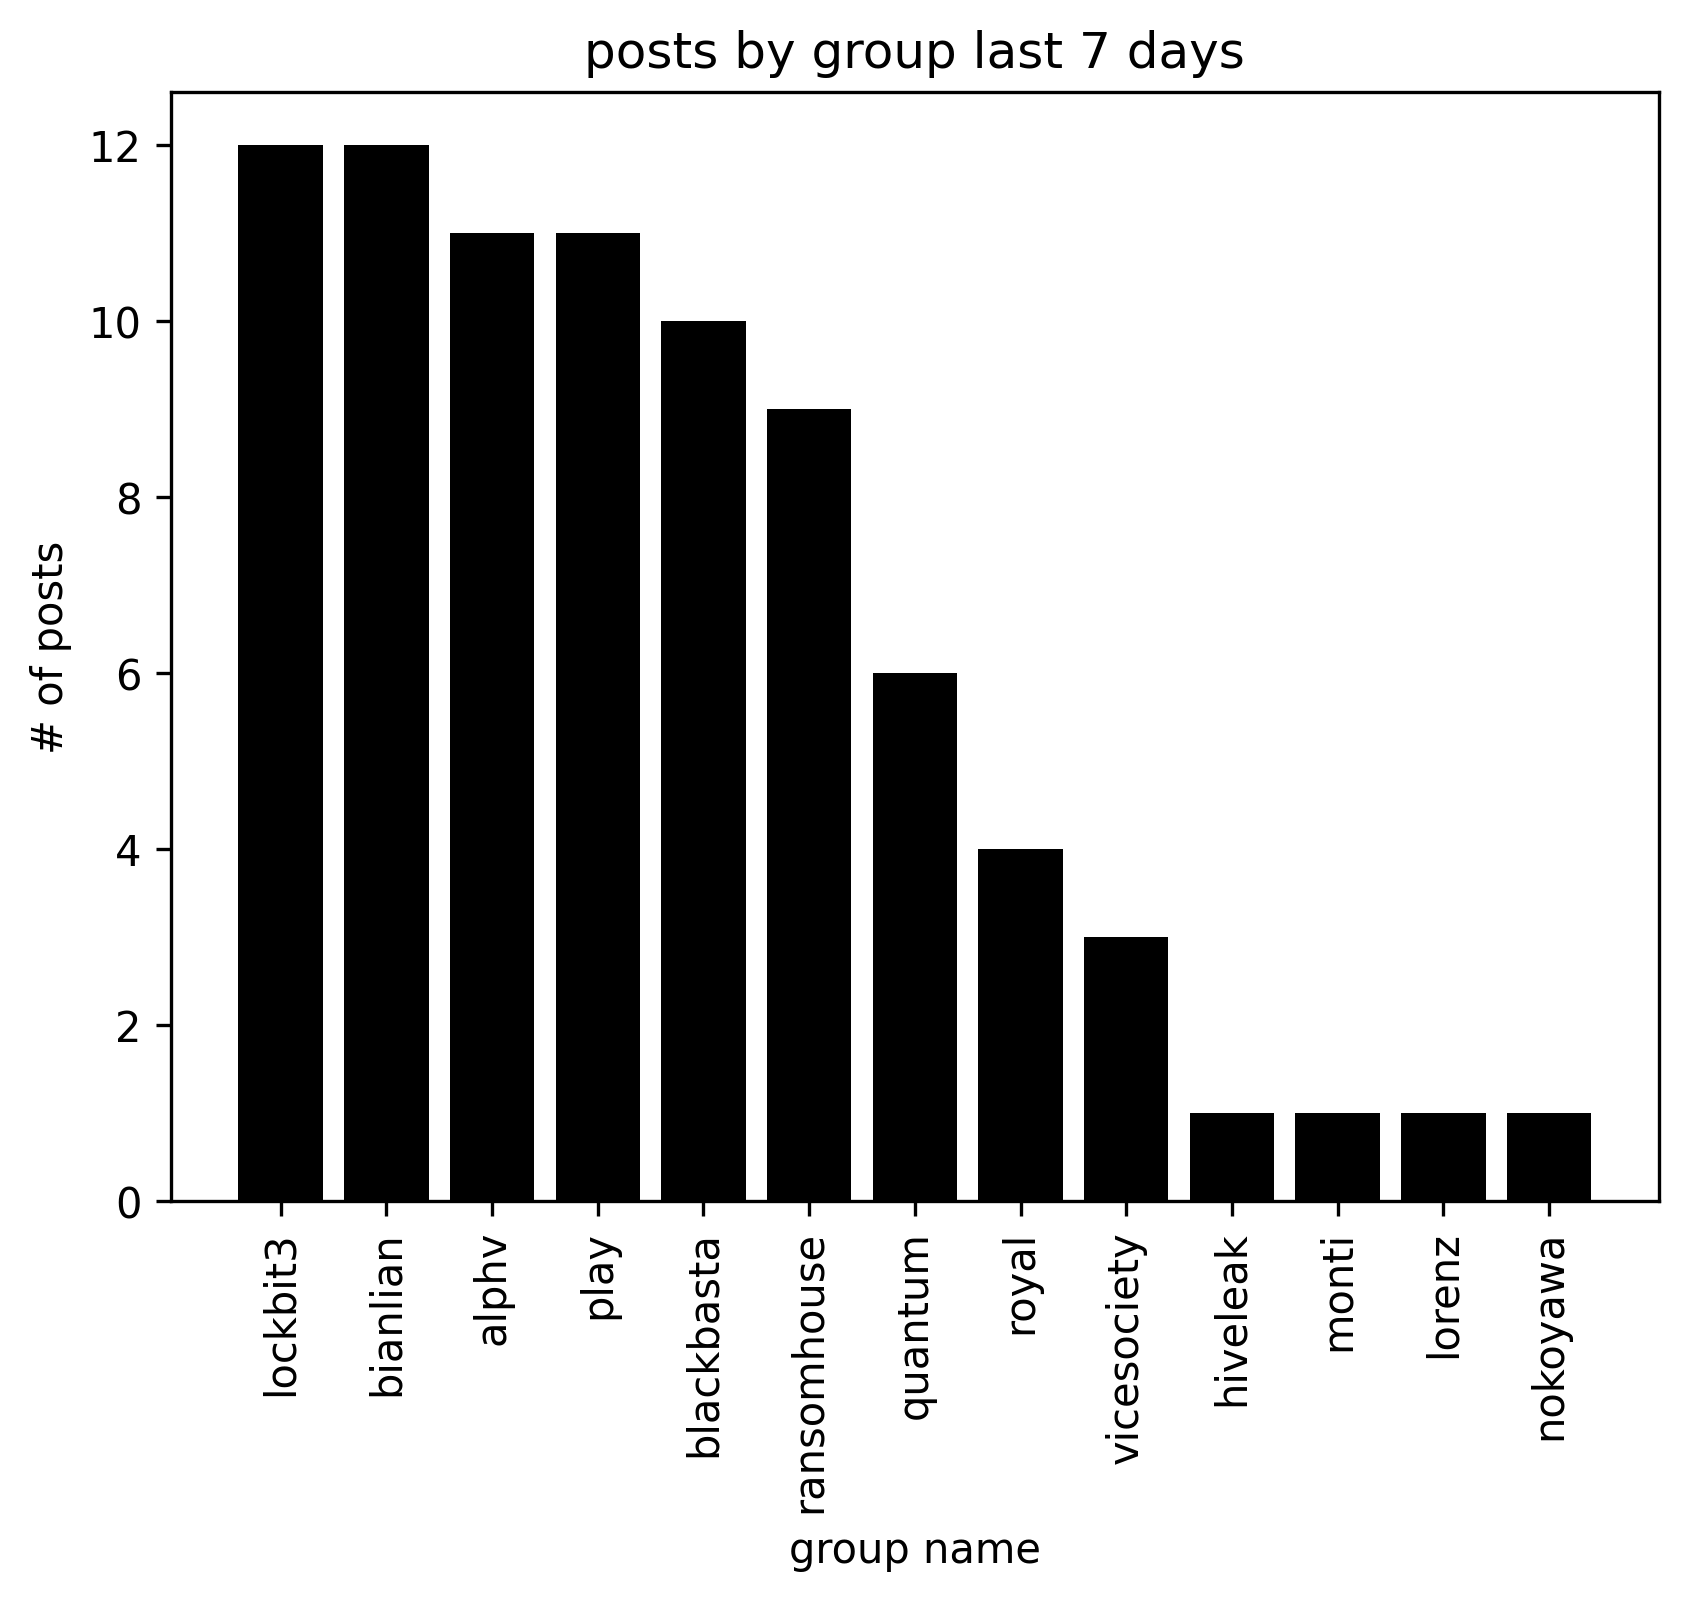 posts by group last 7 days
12
10
8
6
4
2
0
# of posts
lockbit3
bianlian
alphv
play
blackbasta
ransomhouse
quantum
royal
vicesociety
hiveleak
monti
lorenz
nokoyawa
group name